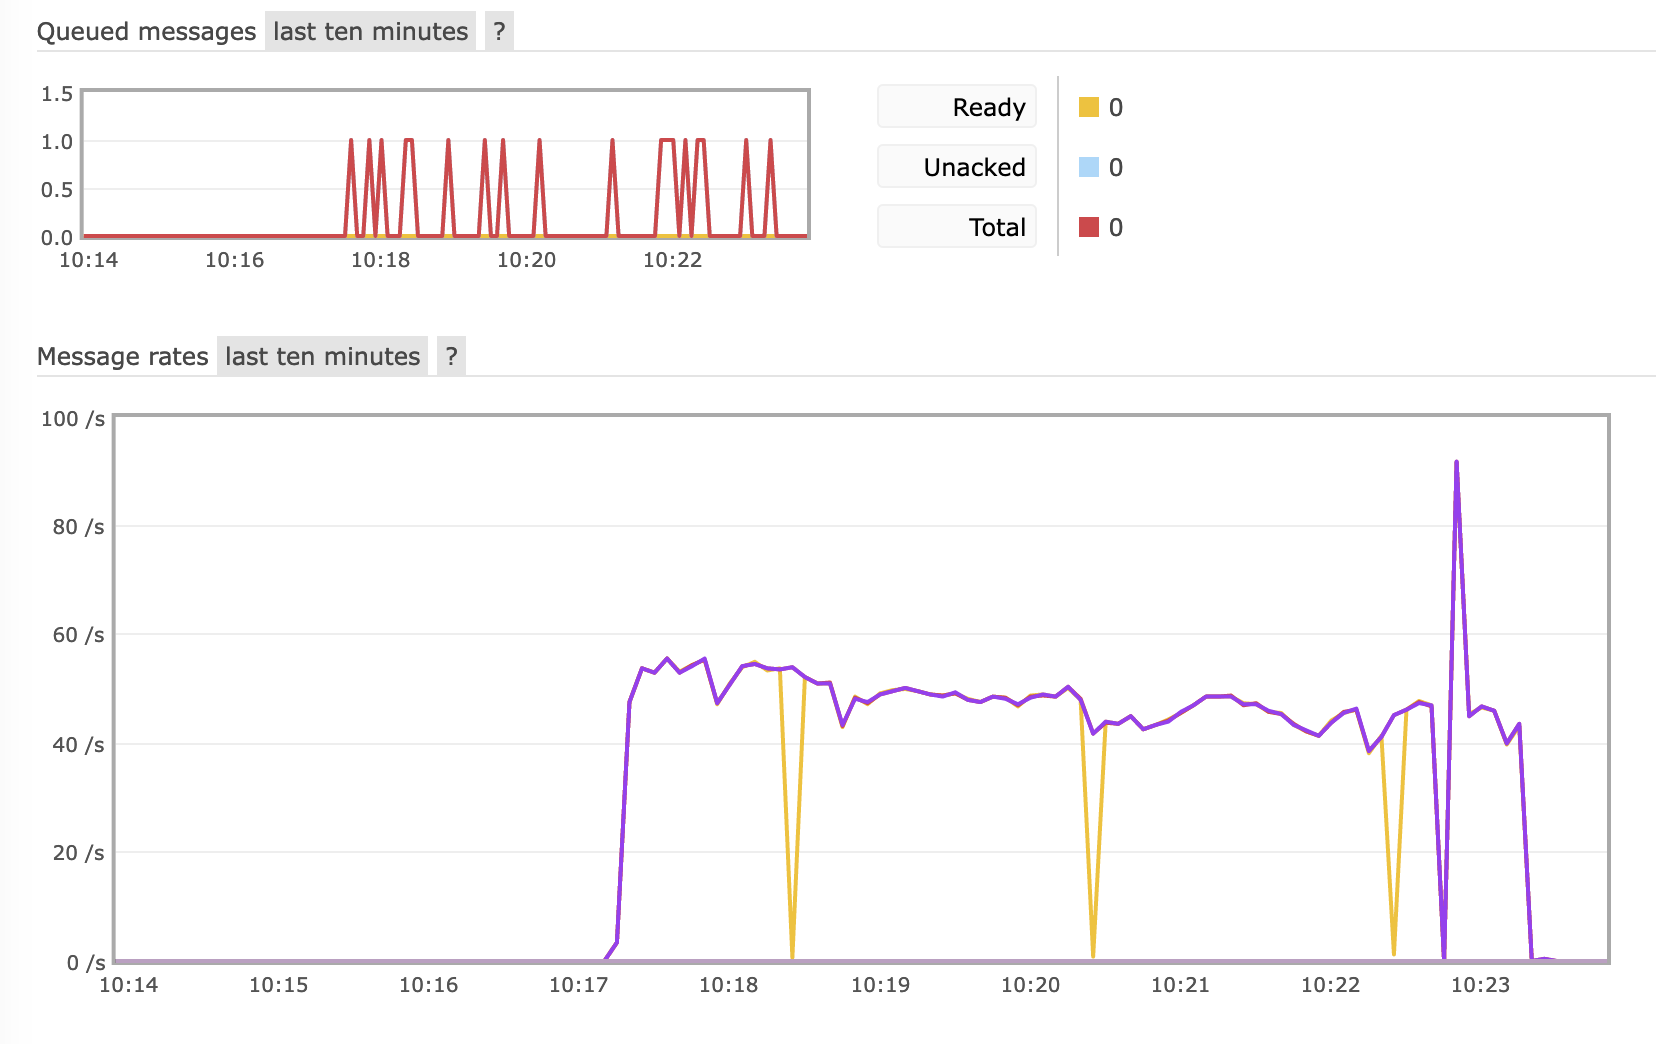 Queued messages last ten minutes ?
1.5
1.0
0.5
0.0
10:14 10:16 10:18 10:20 10:22
Ready 0
Unacked 0
Total 0
Message rates last ten minutes ?
100 /s
80 /s
60 /s
40 /s
20 /s
0 /s
10:14 10:15 10:16 10:17 10:18 10:19 10:20 10:21 10:22 10:23